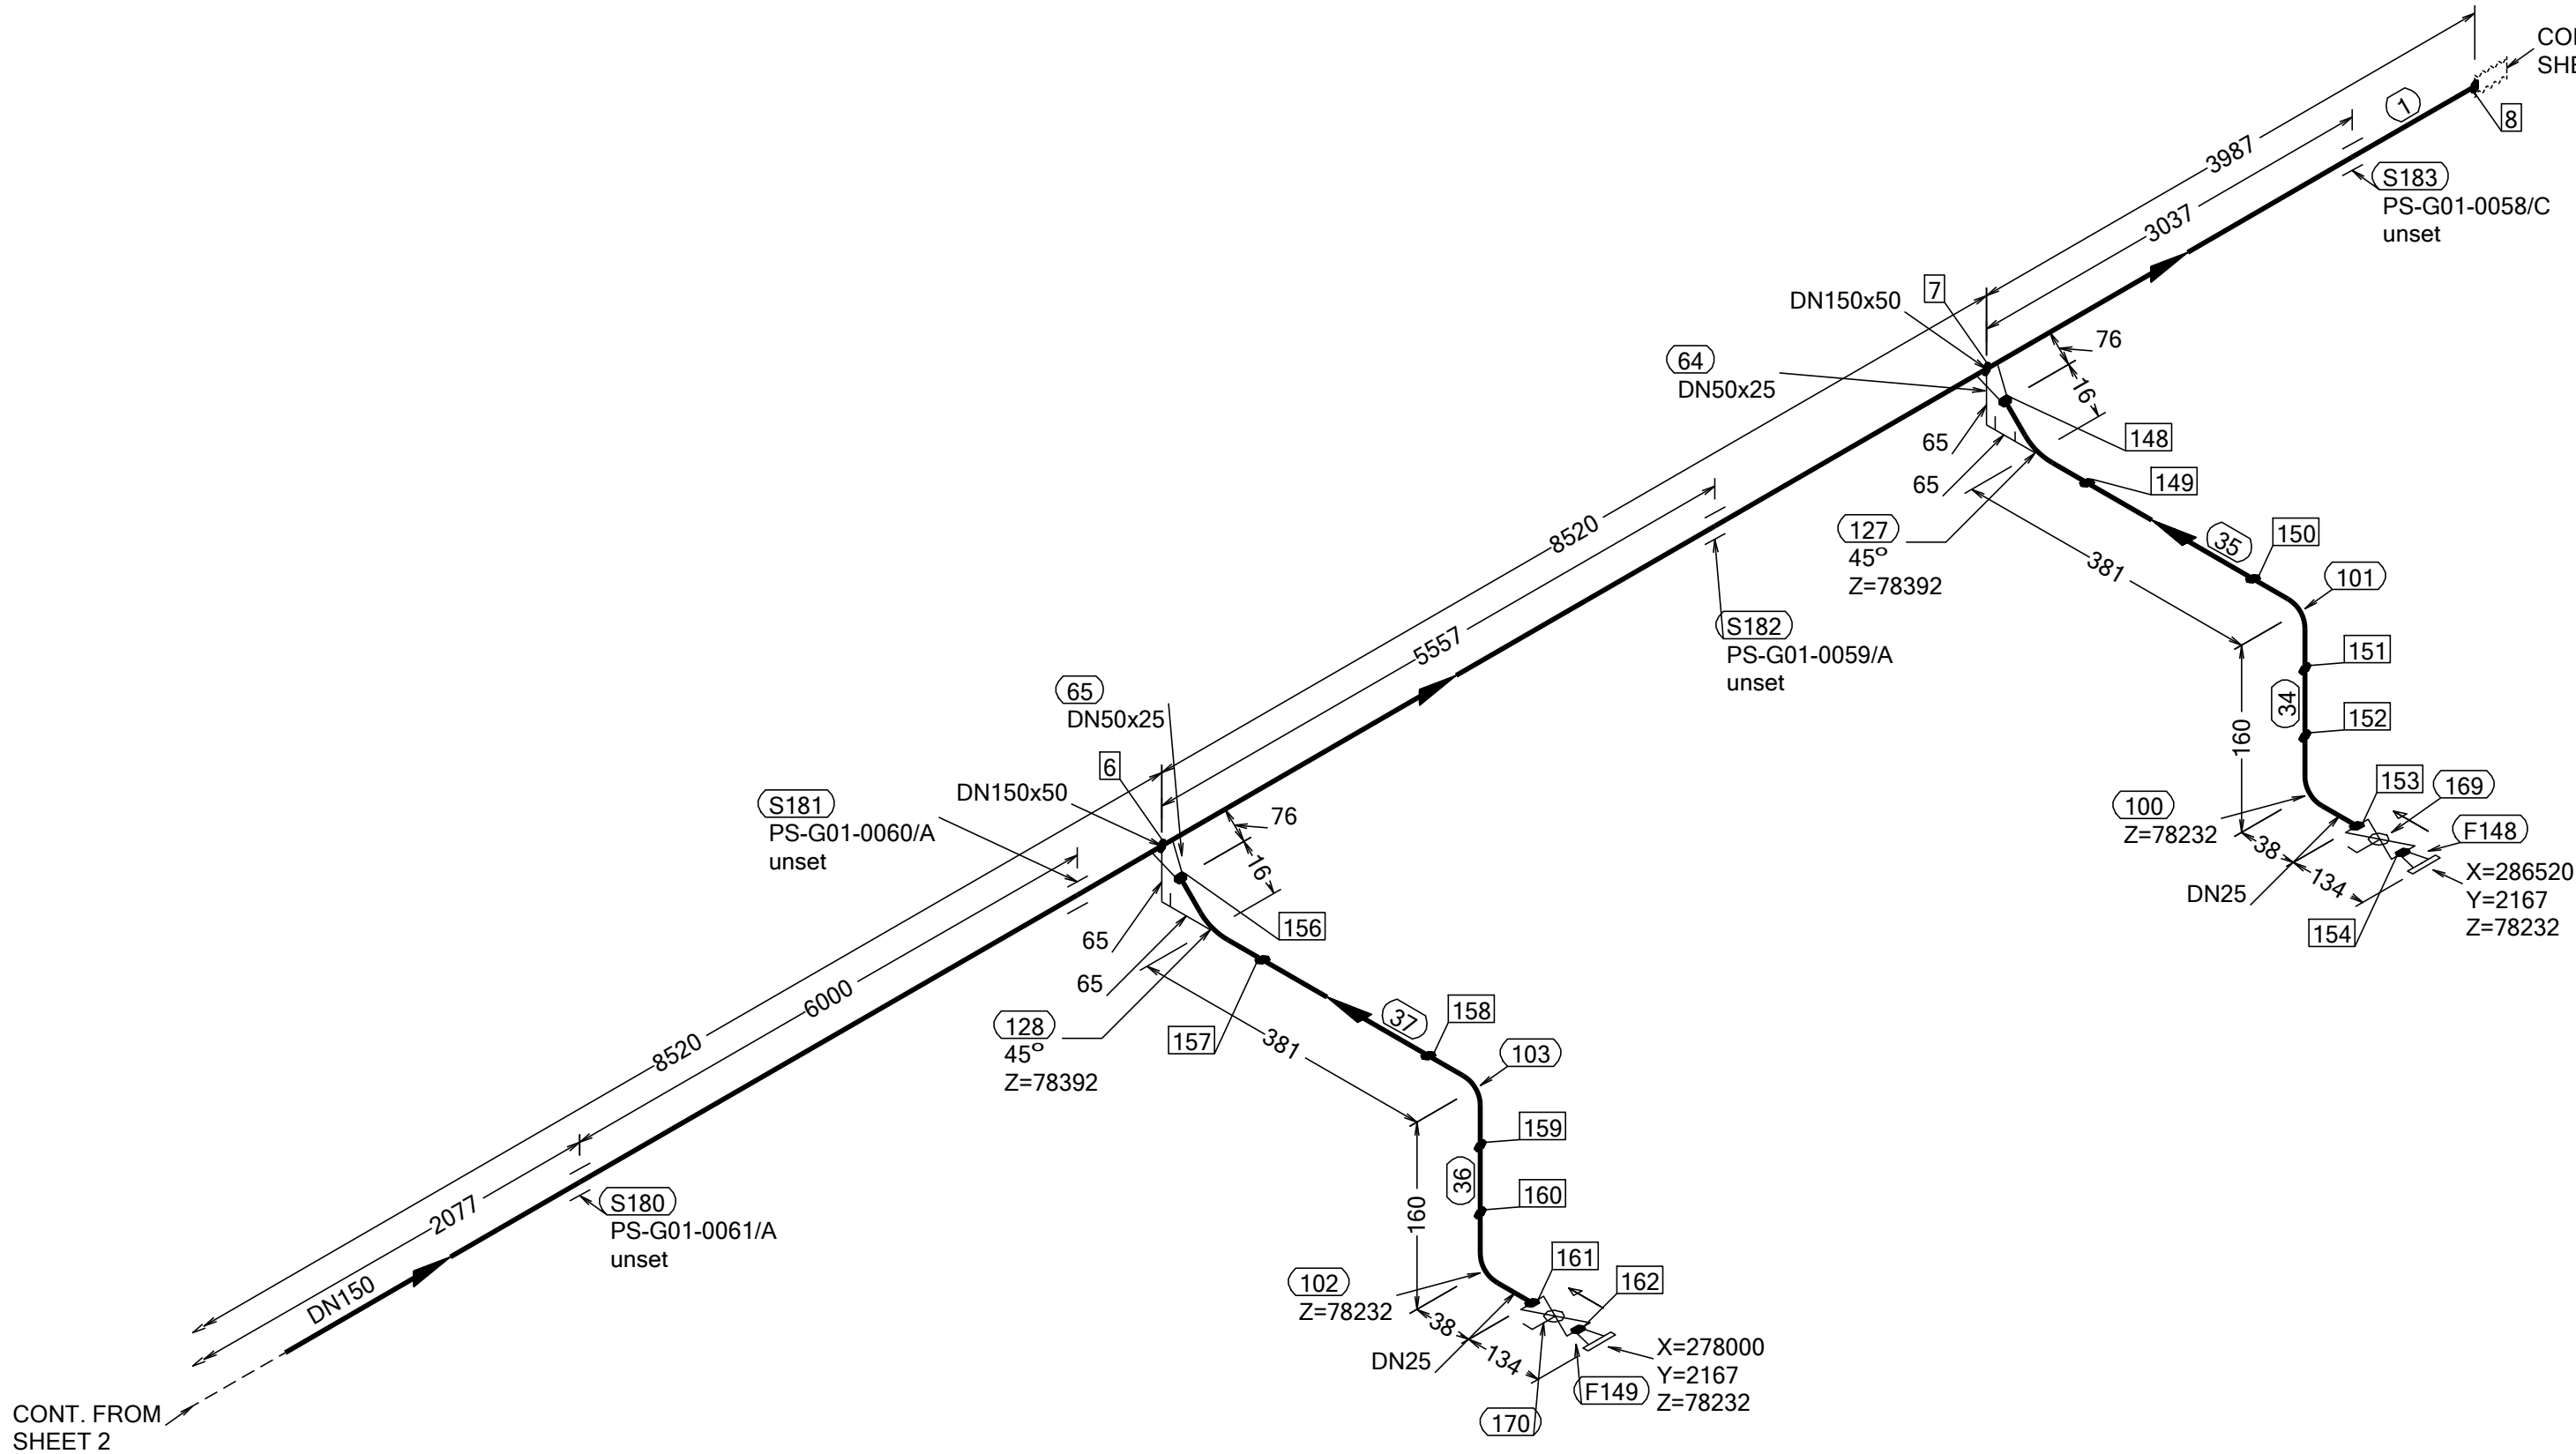 CO
SHE
1
8
3987
S183
PS-G01-0058/C
unset
3037
7
DN150x50
64
DN50x25
76
16
148
65
65
149
127
45°
Z=78392
35
150
381
101
8520
S182
PS-G01-0059/A
unset
5557
151
34
152
160
153
169
100
Z=78232
F148
38
134
DN25
X=286520
Y=2167
Z=78232
154
65
DN50x25
6
DN150x50
S181
PS-G01-0060/A
unset
76
16
156
65
65
6000
128
45°
Z=78392
157
37
158
381
103
8520
159
36
160
160
2077
S180
PS-G01-0061/A
unset
161
162
102
Z=78232
DN150
38
134
DN25
X=278000
Y=2167
Z=78232
F149
170
CONT. FROM
SHEET 2